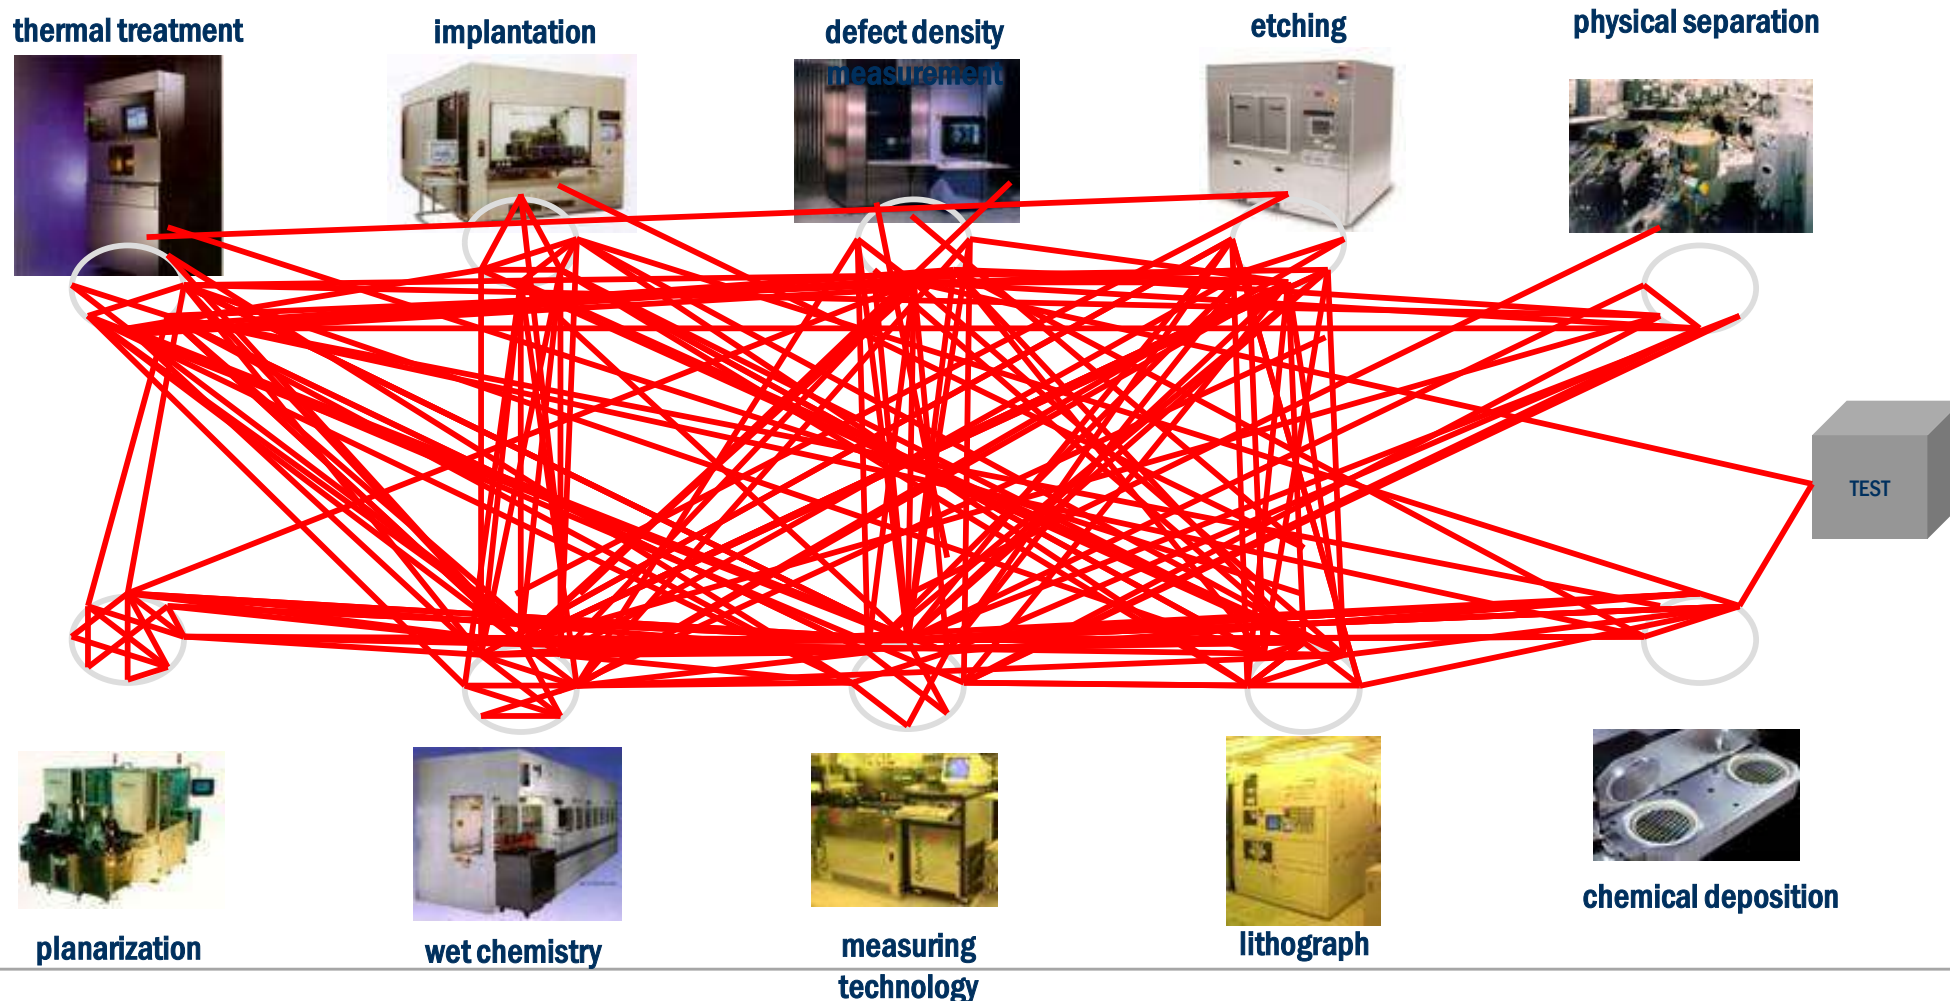 thermal treatment
implantation
defect density
measurement
etching
physical separation
TEST
planarization
wet chemistry
measuring
technology
lithograph
chemical deposition